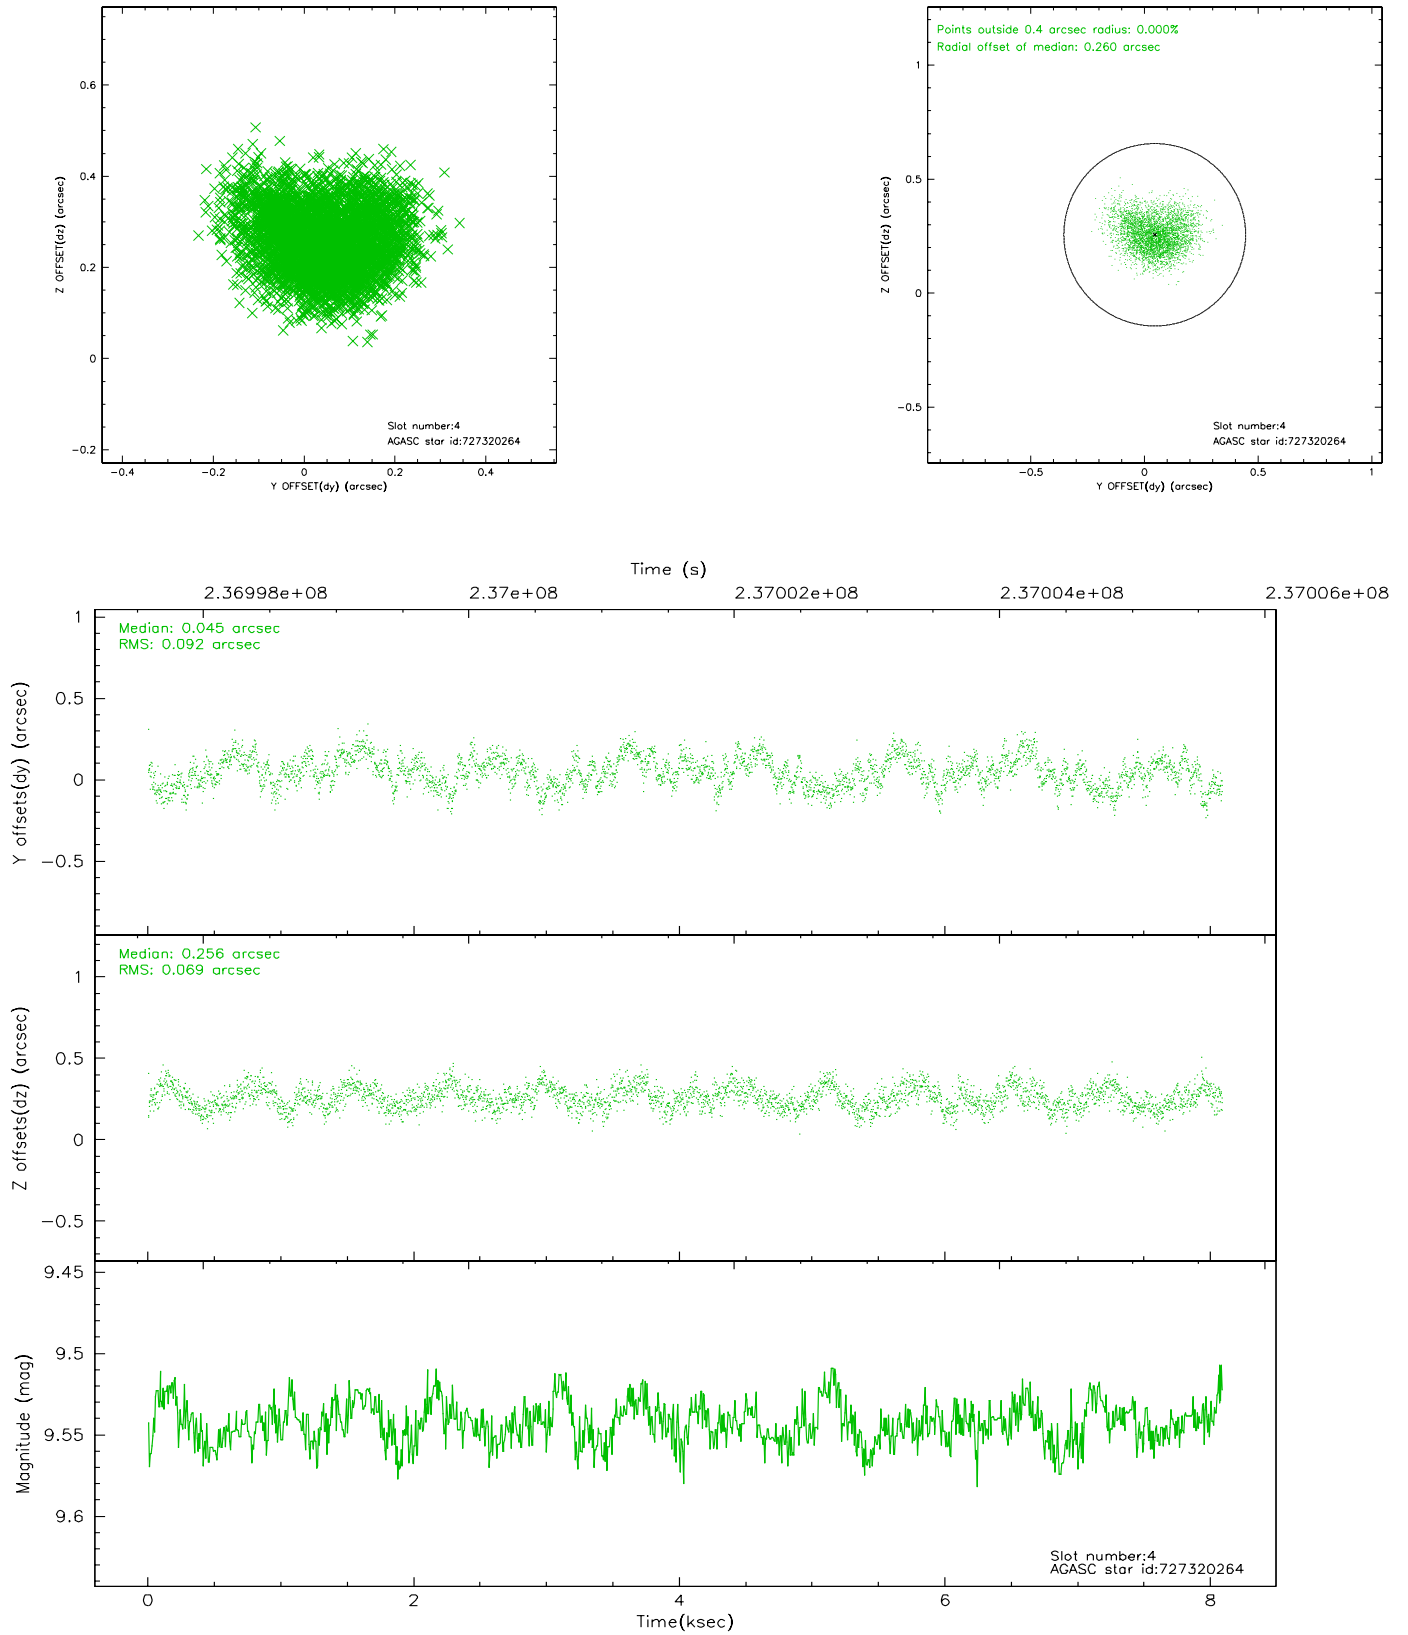 0.6
0.4
0.2
0
−0.2
Z OFFSET(dz) (arcsec)
Slot number:4
AGASC star id:727320264
−0.4 −0.2 0 0.2 0.4
Y OFFSET(dy) (arcsec)
Points outside 0.4 arcsec radius: 0.000%
Radial offset of median: 0.260 arcsec
1
0.5
0
−0.5
Z OFFSET(dz) (arcsec)
Slot number:4
AGASC star id:727320264
−0.5 0 0.5 1
Y OFFSET(dy) (arcsec)
Time (s)
2.36998e+08 2.37e+08 2.37002e+08 2.37004e+08 2.37006e+08
Median: 0.045 arcsec
RMS: 0.092 arcsec
1
0.5
0
−0.5
Y offsets(dy) (arcsec)
Median: 0.256 arcsec
RMS: 0.069 arcsec
1
0.5
0
−0.5
Z offsets(dz) (arcsec)
9.45
9.5
9.55
9.6
Magnitude (mag)
Slot number:4
AGASC star id:727320264
0 2 4 6 8
Time(ksec)